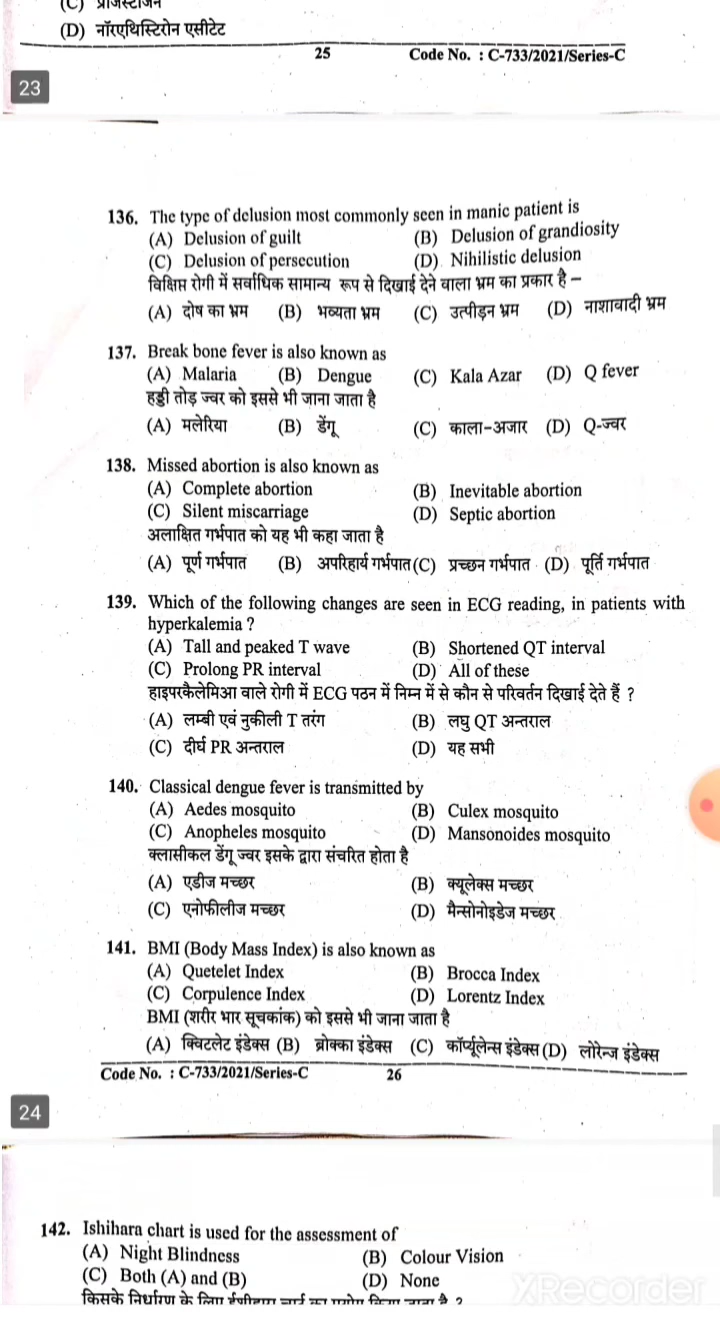 (C) प्रोजेस्टोजन
(D) नॉरएथिस्टिरोन एसीटेट
25 Code No. : C-733/2021/Series-C
23
136. The type of delusion most commonly seen in manic patient is
(A) Delusion of guilt (B) Delusion of grandiosity
(C) Delusion of persecution (D) Nihilistic delusion
विक्षिप्त रोगी में सर्वाधिक सामान्य रूप से दिखाई देने वाला भ्रम का प्रकार है –
(A) दोष का भ्रम (B) भव्यता भ्रम (C) उत्पीड़न भ्रम (D) नाशावादी भ्रम
137. Break bone fever is also known as
(A) Malaria (B) Dengue (C) Kala Azar (D) Q fever
हड्डी तोड़ ज्वर को इससे भी जाना जाता है
(A) मलेरिया (B) डेंगू (C) काला-अजार (D) Q-ज्वर
138. Missed abortion is also known as
(A) Complete abortion (B) Inevitable abortion
(C) Silent miscarriage (D) Septic abortion
अलाक्षित गर्भपात को यह भी कहा जाता है
(A) पूर्ण गर्भपात (B) अपरिहार्य गर्भपात (C) प्रच्छन गर्भपात (D) पूर्ति गर्भपात
139. Which of the following changes are seen in ECG reading, in patients with
hyperkalemia ?
(A) Tall and peaked T wave (B) Shortened QT interval
(C) Prolong PR interval (D) All of these
हाइपरकैलेमिआ वाले रोगी में ECG पठन में निम्न में से कौन से परिवर्तन दिखाई देते हैं ?
(A) लम्बी एवं नुकीली T तरंग (B) लघु QT अन्तराल
(C) दीर्घ PR अन्तराल (D) यह सभी
140. Classical dengue fever is transmitted by
(A) Aedes mosquito (B) Culex mosquito
(C) Anopheles mosquito (D) Mansonoides mosquito
क्लासीकल डेंगू ज्वर इसके द्वारा संचरित होता है
(A) एडीज मच्छर (B) क्यूलेक्स मच्छर
(C) एनोफीलीज मच्छर (D) मैन्सोनोइडेज मच्छर
141. BMI (Body Mass Index) is also known as
(A) Quetelet Index (B) Brocca Index
(C) Corpulence Index (D) Lorentz Index
BMI (शरीर भार सूचकांक) को इससे भी जाना जाता है
(A) क्विटलेट इंडेक्स (B) ब्रोक्का इंडेक्स (C) कॉर्प्यूलेन्स इंडेक्स (D) लोरेन्ज इंडेक्स
Code No. : C-733/2021/Series-C 26
24
142. Ishihara chart is used for the assessment of
(A) Night Blindness (B) Colour Vision
(C) Both (A) and (B) (D) None
किसके निर्धारण के लिए ईशीहारा चार्ट का प्रयोग किया जाता है ?
XRecorder